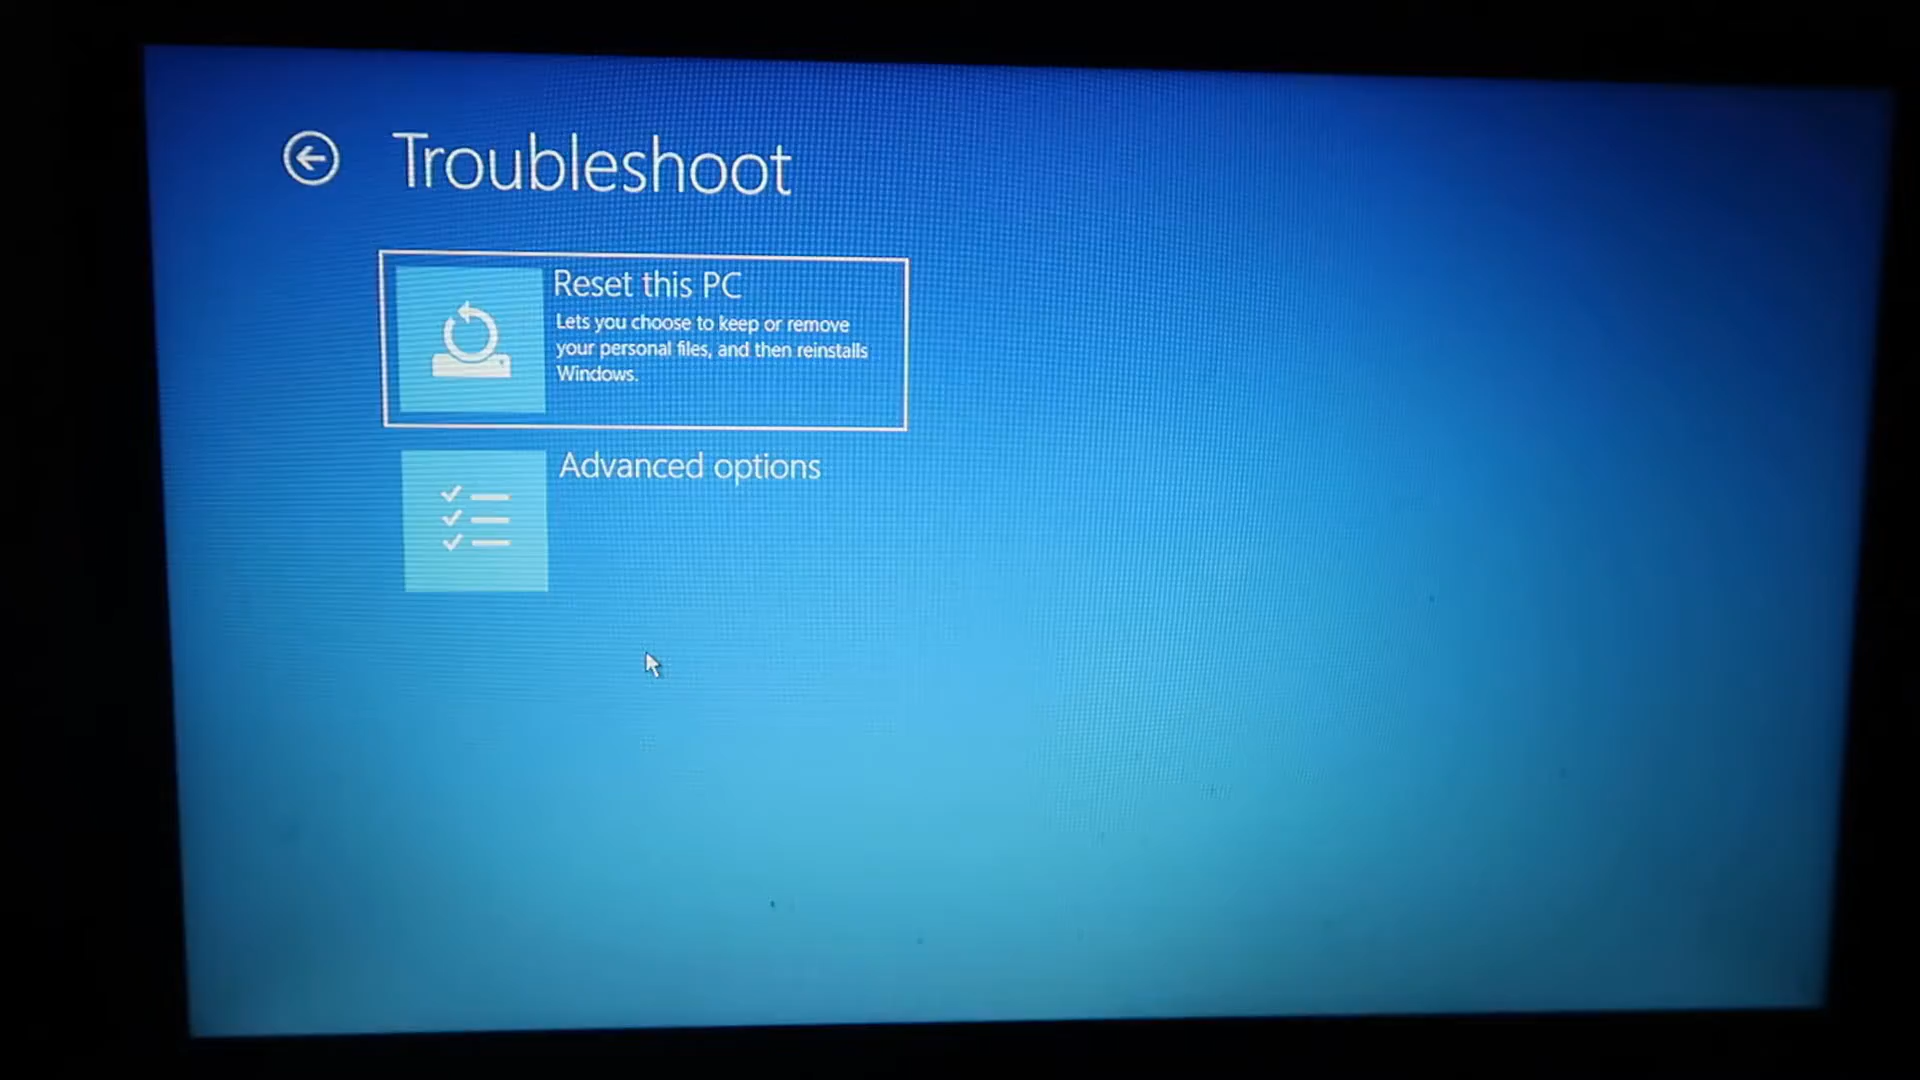 Troubleshoot
Reset this PC
Lets you choose to keep or remove
your personal files, and then reinstalls
Windows.
Advanced options